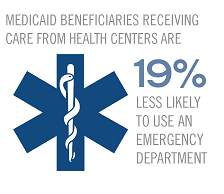 MEDICAID BENEFICIARIES RECEIVING
CARE FROM HEALTH CENTERS ARE
19%
LESS LIKELY
TO USE AN
EMERGENCY
DEPARTMENT